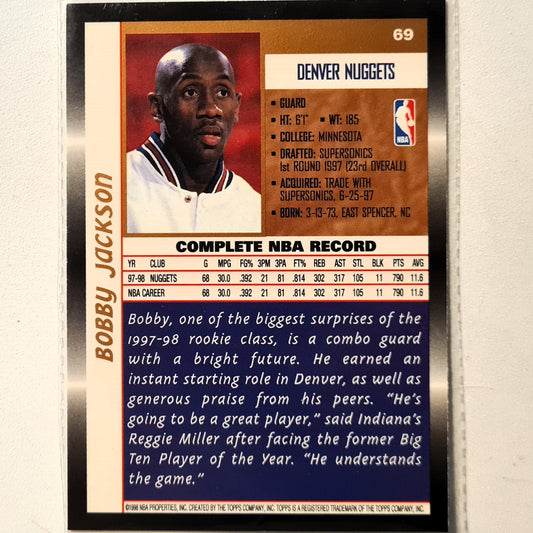 69
DENVER NUGGETS
• GUARD
• HT: 6'1" • WT: 185
• COLLEGE: MINNESOTA
• DRAFTED: SUPERSONICS
1st ROUND 1997 (23rd OVERALL)
• ACQUIRED: TRADE WITH
SUPERSONICS,
6-25-97
• BORN: 3-13-73, EAST SPENCER, NC
NBA
BOBBY JACKSON
COMPLETE NBA RECORD
YR CLUB G MPG FG% 3PM 3PA FT% REB AST STL BLK PTS AVG
97-98 NUGGETS 68 30.0 .392 21 81 .814 302 317 105 11 790 11.6
NBA CAREER 68 30.0 .392 21 81 .814 302 317 105 11 790 11.6
Bobby, one of the biggest surprises of the
1997-98 rookie class, is a combo guard
with a bright future. He earned an
instant starting role in Denver, as well as
generous praise from his peers. "He's
going to be a great player," said Indiana's
Reggie Miller after facing the former Big
Ten Player of the Year. "He understands
the game."
©1998 NBA PROPERTIES, INC. CREATED BY THE TOPPS COMPANY, INC. TOPPS IS A REGISTERED TRADEMARK OF THE TOPPS COMPANY, INC.